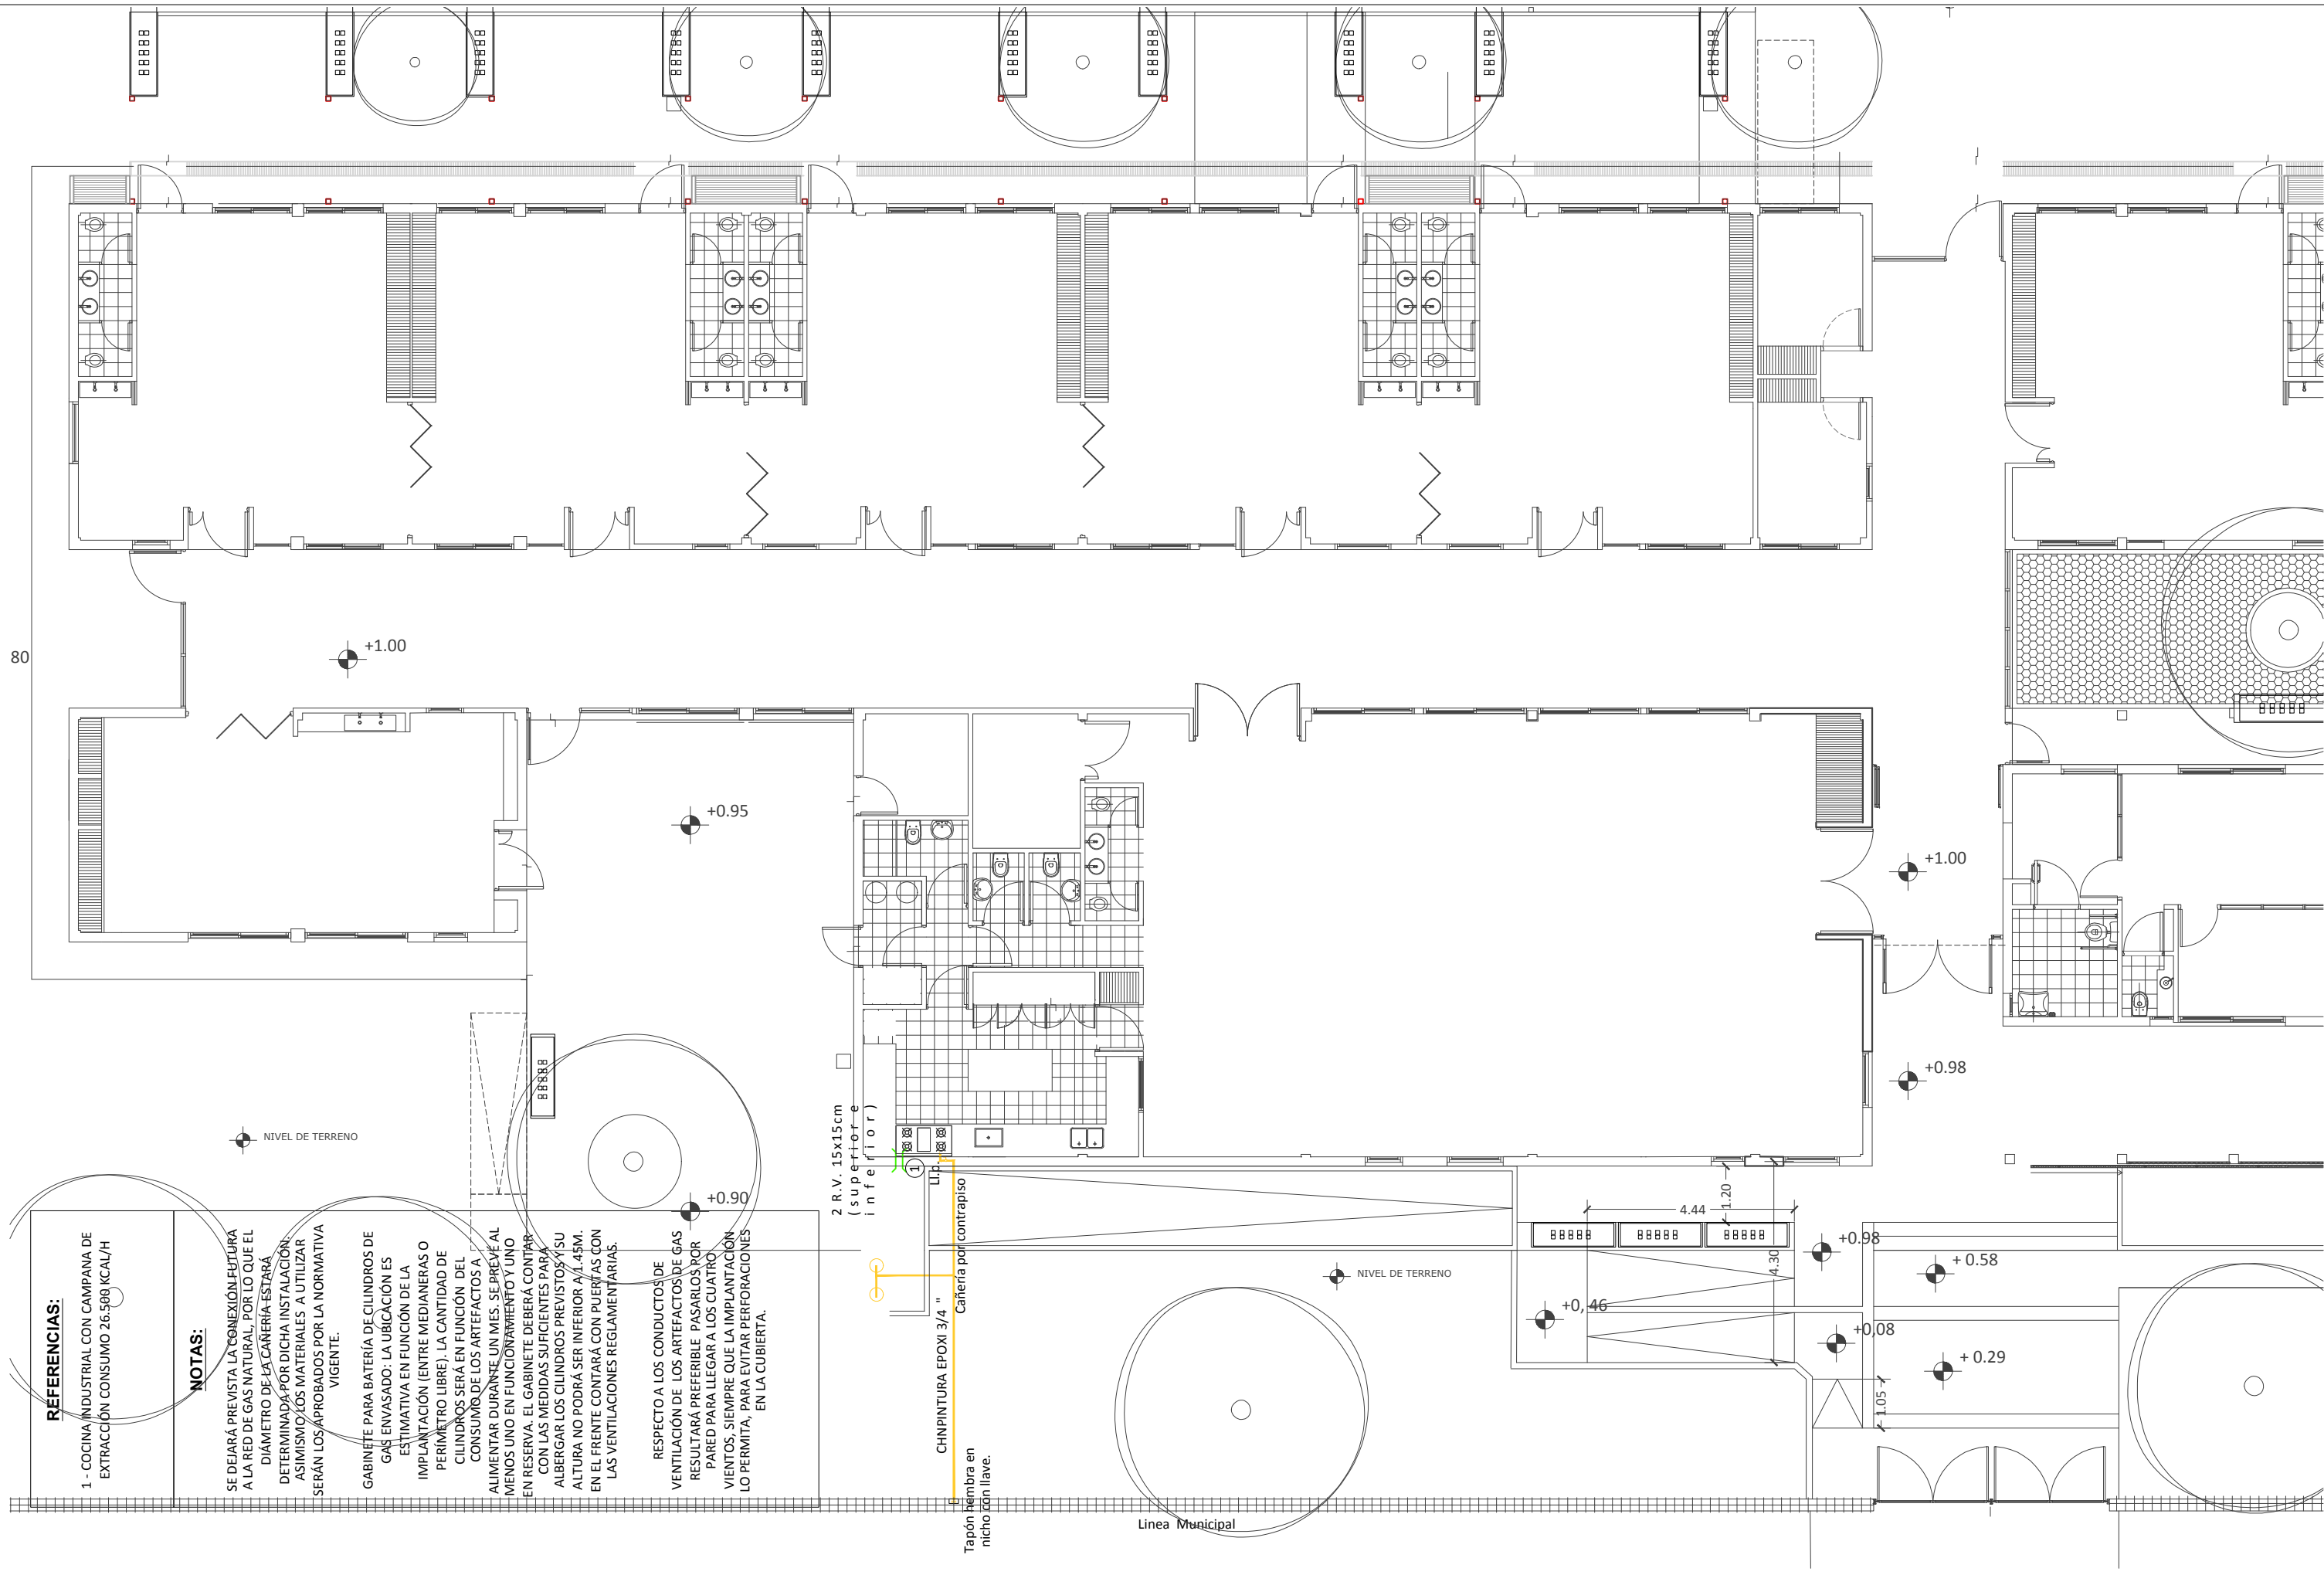 80
+1.00
+0.95
+1.00
+0.98
NIVEL DE TERRENO
+0.90
2 R.V. 15x15cm
(superior e
inferior)
1
Ll.p.
Cañería por contrapiso
CHNPINTURA EPOXI 3/4 "
Tapón hembra en
nicho con llave.
Linea Municipal
NIVEL DE TERRENO
4.44
1.20
4.30
+0.98
+ 0.58
+0, 46
+0,08
+ 0.29
1.05
REFERENCIAS:
1 - COCINA INDUSTRIAL CON CAMPANA DE
EXTRACCIÓN CONSUMO 26.500 KCAL/H
NOTAS:
SE DEJARÁ PREVISTA LA CONEXIÓN FUTURA
A LA RED DE GAS NATURAL, POR LO QUE EL
DIÁMETRO DE LA CAÑERÍA ESTARÁ
DETERMINADA POR DICHA INSTALACIÓN.
ASIMISMO LOS MATERIALES A UTILIZAR
SERÁN LOS APROBADOS POR LA NORMATIVA
VIGENTE.
GABINETE PARA BATERÍA DE CILINDROS DE
GAS ENVASADO: LA UBICACIÓN ES
ESTIMATIVA EN FUNCIÓN DE LA
IMPLANTACIÓN (ENTRE MEDIANERAS O
PERÍMETRO LIBRE). LA CANTIDAD DE
CILINDROS SERÁ EN FUNCIÓN DEL
CONSUMO DE LOS ARTEFACTOS A
ALIMENTAR DURANTE UN MES. SE PREVÉ AL
MENOS UNO EN FUNCIONAMIENTO Y UNO
EN RESERVA. EL GABINETE DEBERÁ CONTAR
CON LAS MEDIDAS SUFICIENTES PARA
ALBERGAR LOS CILINDROS PREVISTOS Y SU
ALTURA NO PODRÁ SER INFERIOR A 1.45M.
EN EL FRENTE CONTARÁ CON PUERTAS CON
LAS VENTILACIONES REGLAMENTARIAS.
RESPECTO A LOS CONDUCTOS DE
VENTILACIÓN DE LOS ARTEFACTOS DE GAS
RESULTARÁ PREFERIBLE PASARLOS POR
PARED PARA LLEGAR A LOS CUATRO
VIENTOS, SIEMPRE QUE LA IMPLANTACIÓN
LO PERMITA, PARA EVITAR PERFORACIONES
EN LA CUBIERTA.